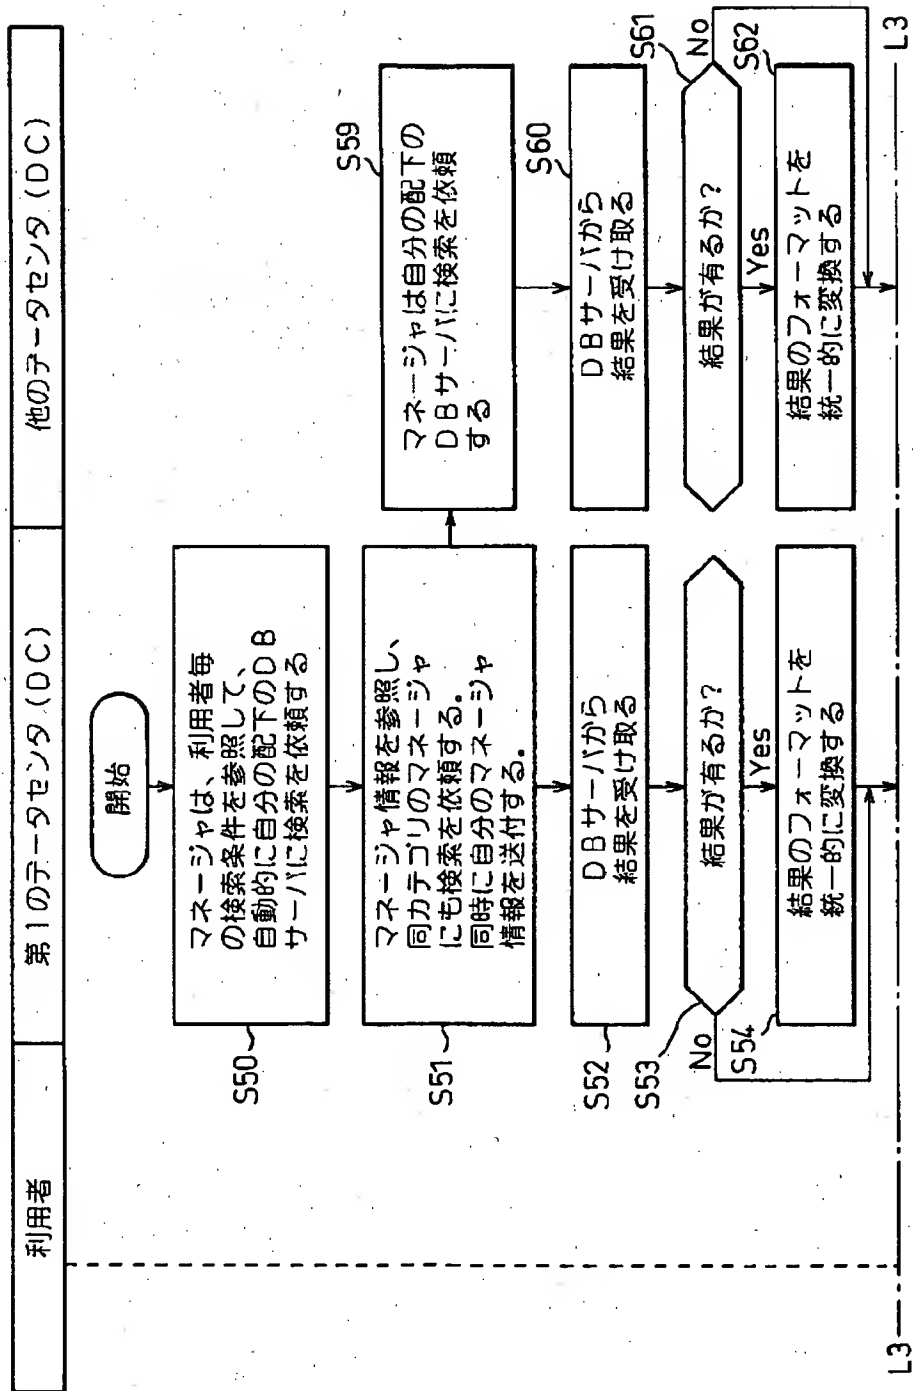 利用者
第1のデータセンタ(DC)
他のデータセンタ(DC)
開始
マネージャは、利用者毎
の検索条件を参照して、
自動的に自分の配下のDB
サーバに検索を依頼する
S50
マネージャ情報を参照し、
同カテゴリのマネージャ
にも検索を依頼する。
同時に自分のマネージャ
情報を送付する。
S51
マネージャは自分の配下の
DBサーバに検索を依頼
する
S59
DBサーバから
結果を受け取る
S52
DBサーバから
結果を受け取る
S60
結果が有るか?
S53
No
Yes
結果が有るか?
S61
No
Yes
結果のフォーマットを
統一的に変換する
S54
結果のフォーマットを
統一的に変換する
S62
L3
L3